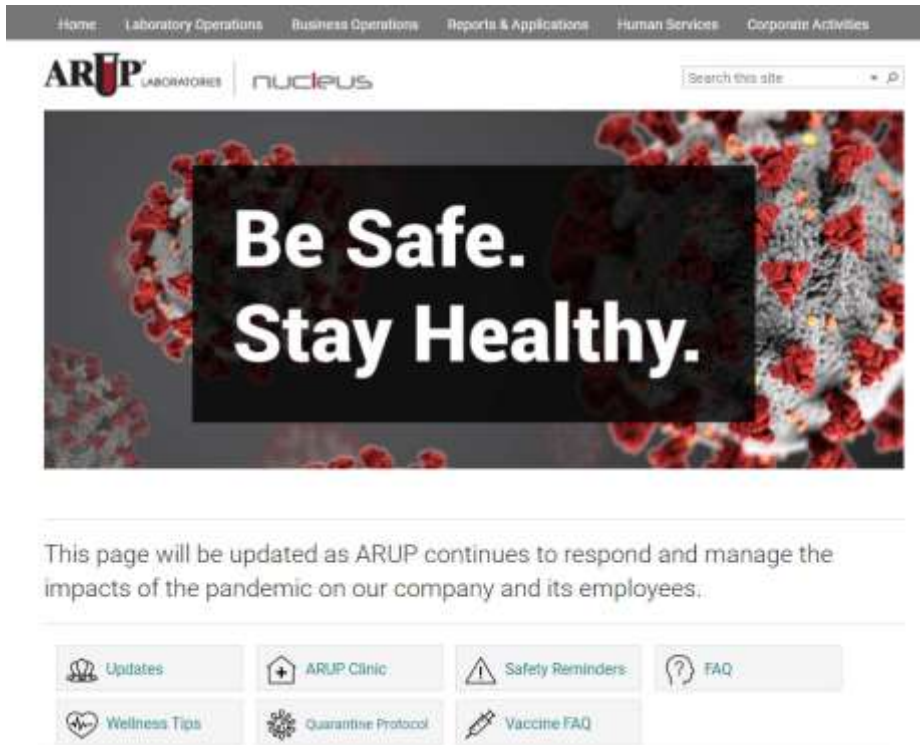 Home Laboratory Operations Business Operations Reports & Applications Human Services Corporate Activities
ARUP LABORATORIES nucleus
Search this site
Be Safe.
Stay Healthy.
This page will be updated as ARUP continues to respond and manage the
impacts of the pandemic on our company and its employees.
Updates ARUP Clinic Safety Reminders FAQ
Wellness Tips Quarantine Protocol Vaccine FAQ